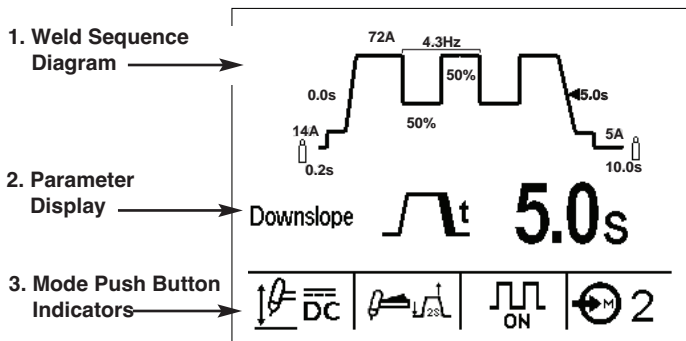 1. Weld Sequence
Diagram
72A
4.3Hz
50%
0.0s
5.0s
50%
14A
5A
0.2s
10.0s
2. Parameter
Display
Downslope
t
5.0s
3. Mode Push Button
Indicators
DC
2s
ON
M
2